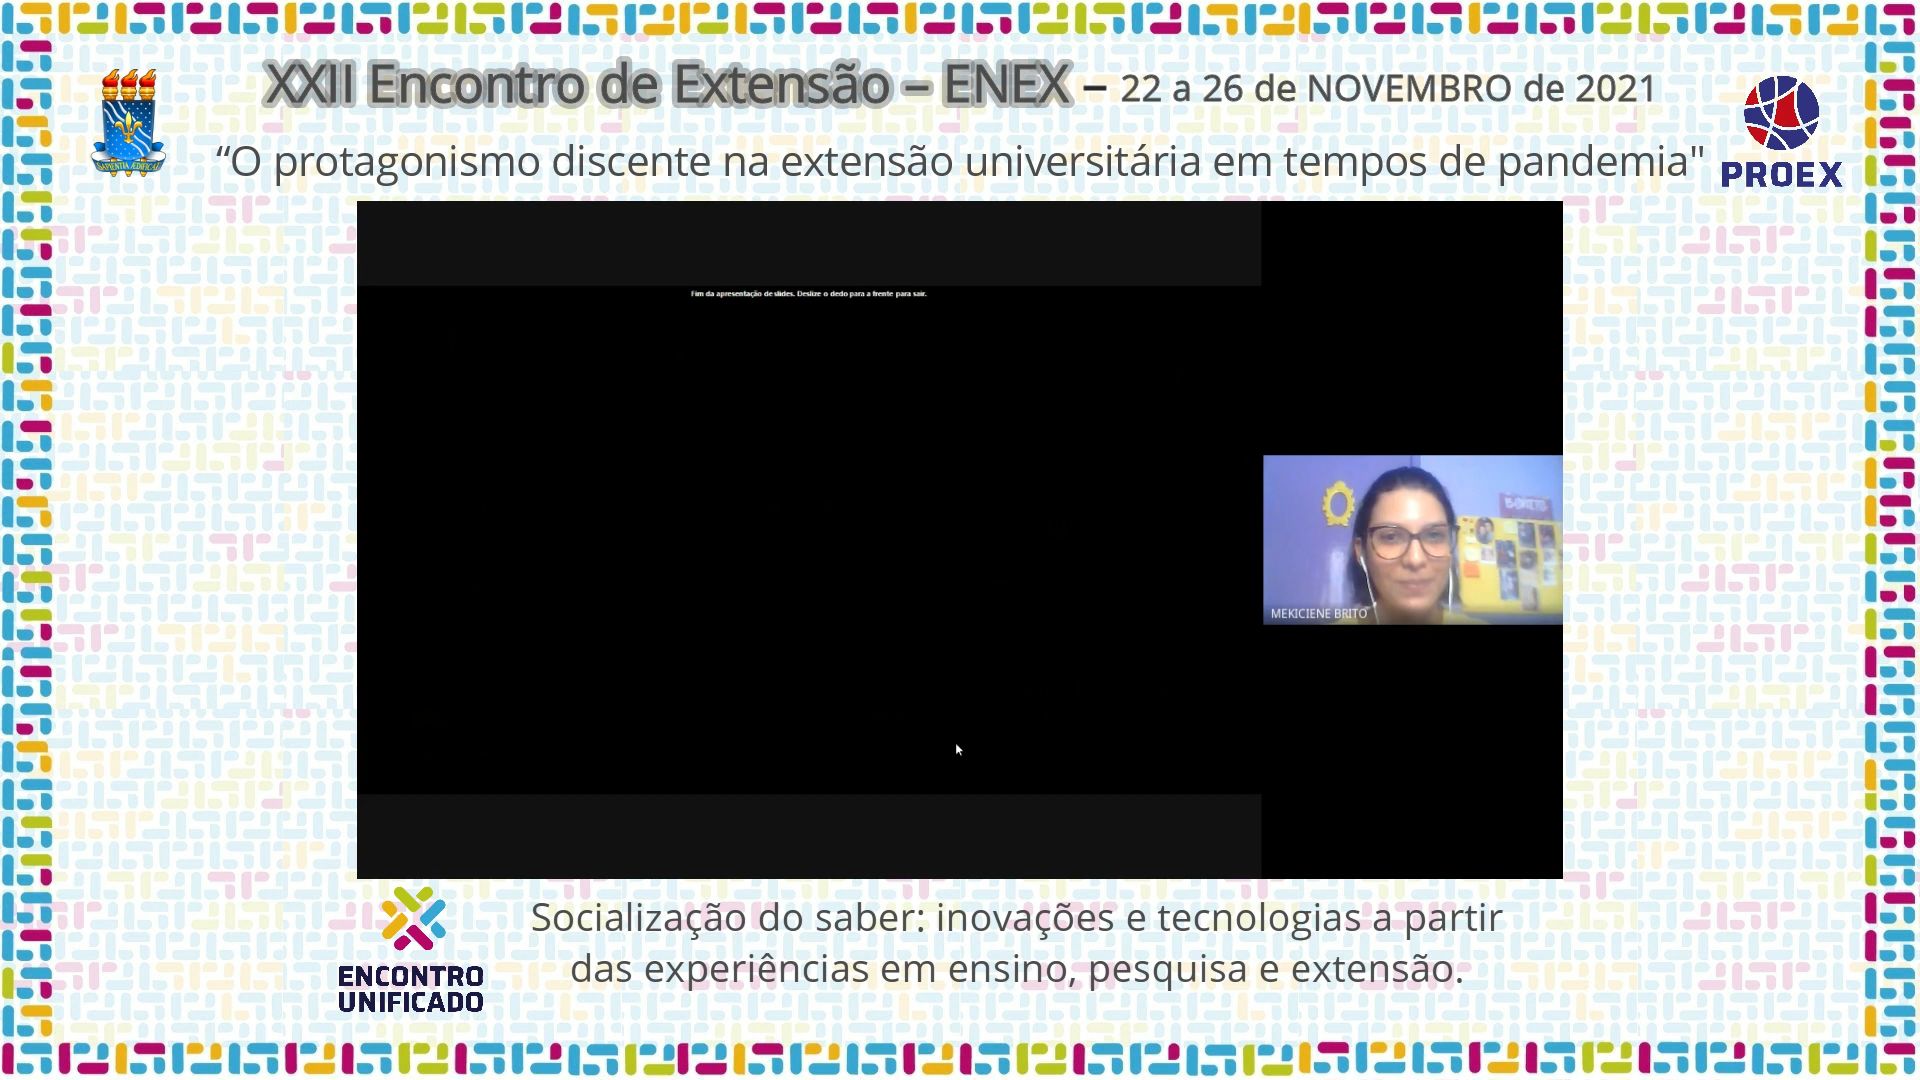 XXII Encontro de Extensão – ENEX – 22 a 26 de NOVEMBRO de 2021
“O protagonismo discente na extensão universitária em tempos de pandemia"
PROEX
Fim da apresentação de slides. Deslize o dedo para a frente para sair.
MEKICIENE BRITO
Socialização do saber: inovações e tecnologias a partir
das experiências em ensino, pesquisa e extensão.
ENCONTRO
UNIFICADO